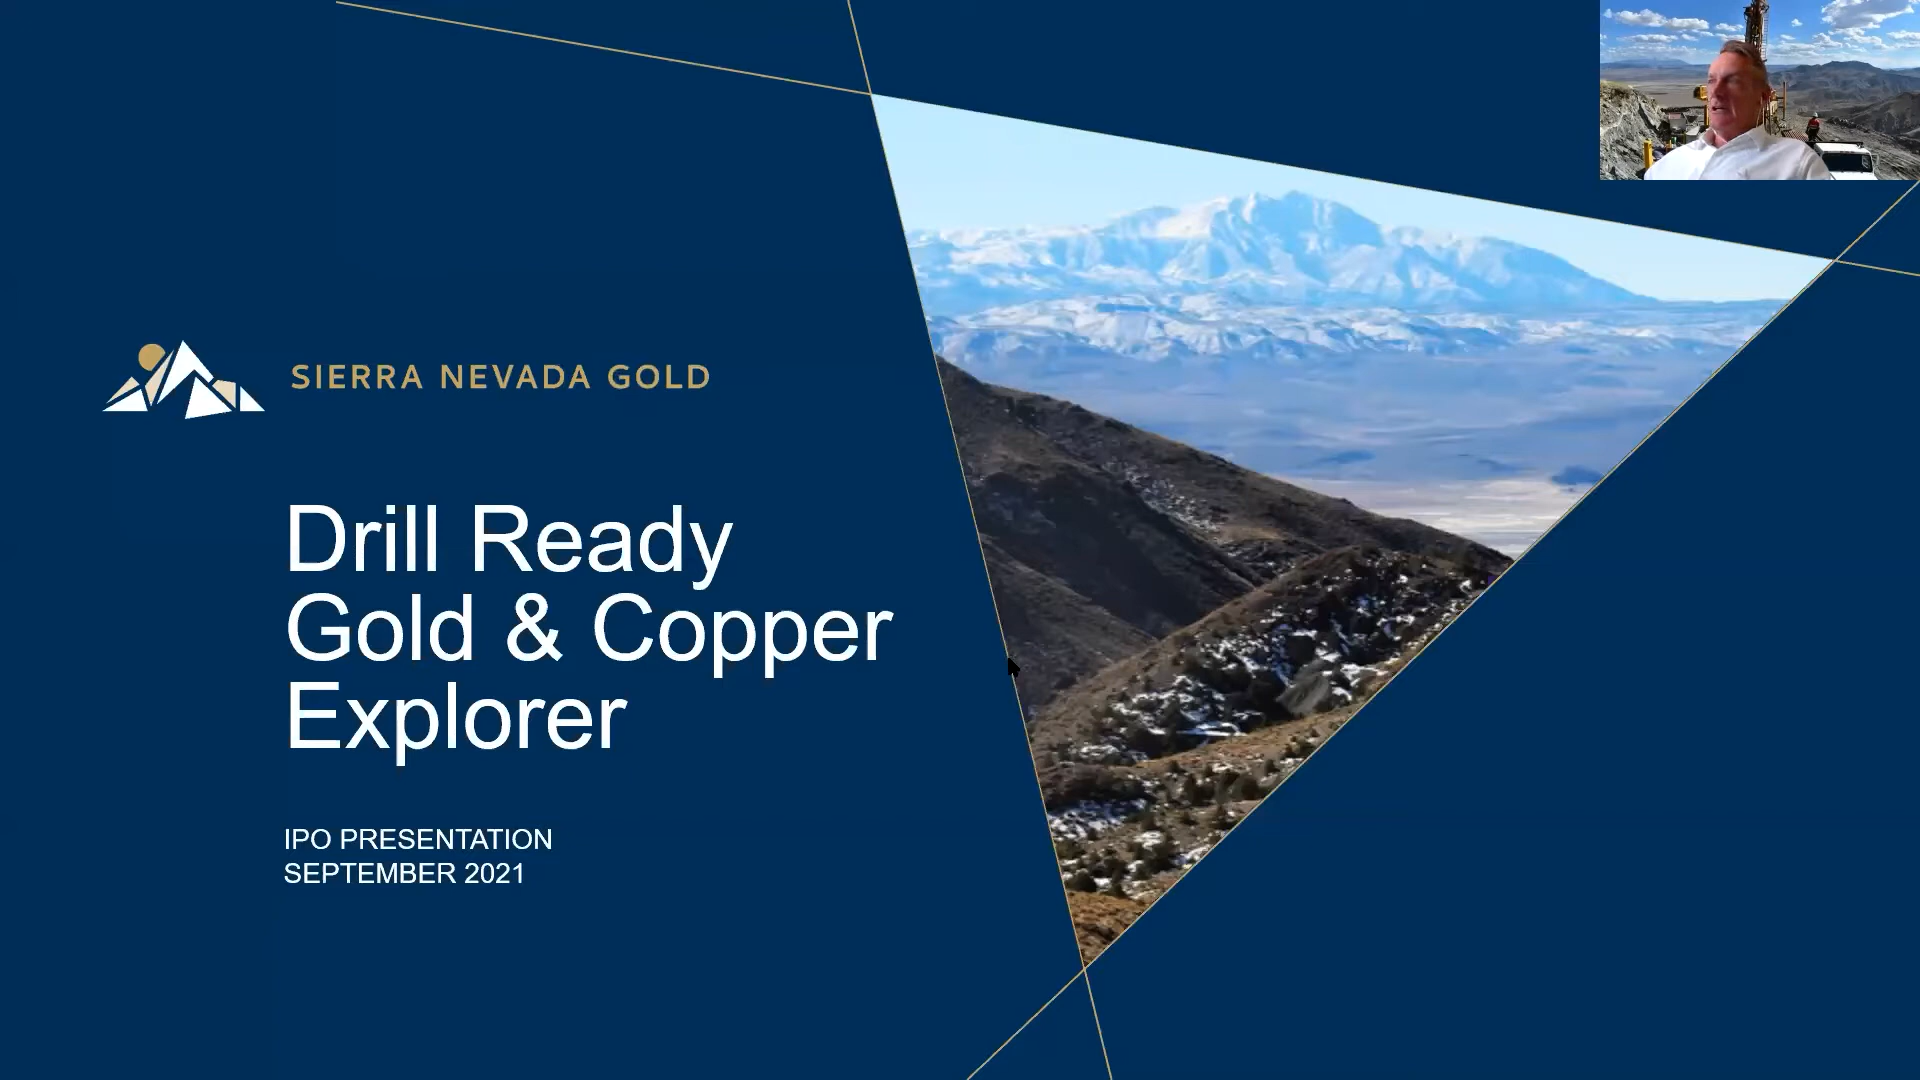 SIERRA NEVADA GOLD
Drill Ready
Gold & Copper
Explorer
IPO PRESENTATION
SEPTEMBER 2021